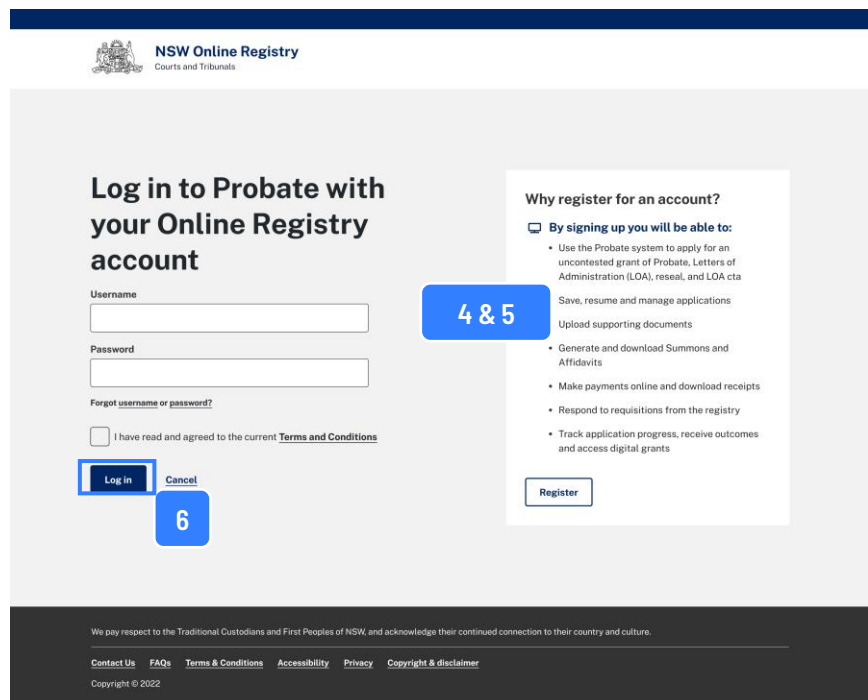 NSW Online Registry
Courts and Tribunals
Log in to Probate with
your Online Registry
account
Username
Password
Forgot username or password?
I have read and agreed to the current Terms and Conditions
Log in
Cancel
6
4 & 5
Why register for an account?
By signing up you will be able to:
• Use the Probate system to apply for an
uncontested grant of Probate, Letters of
Administration (LOA), reseal, and LOA cta
Save, resume and manage applications
Upload supporting documents
• Generate and download Summons and
Affidavits
• Make payments online and download receipts
• Respond to requisitions from the registry
• Track application progress, receive outcomes
and access digital grants
Register
We pay respect to the Traditional Custodians and First Peoples of NSW, and acknowledge their continued connection to their country and culture.
Contact Us FAQs Terms & Conditions Accessibility Privacy Copyright & disclaimer
Copyright © 2022